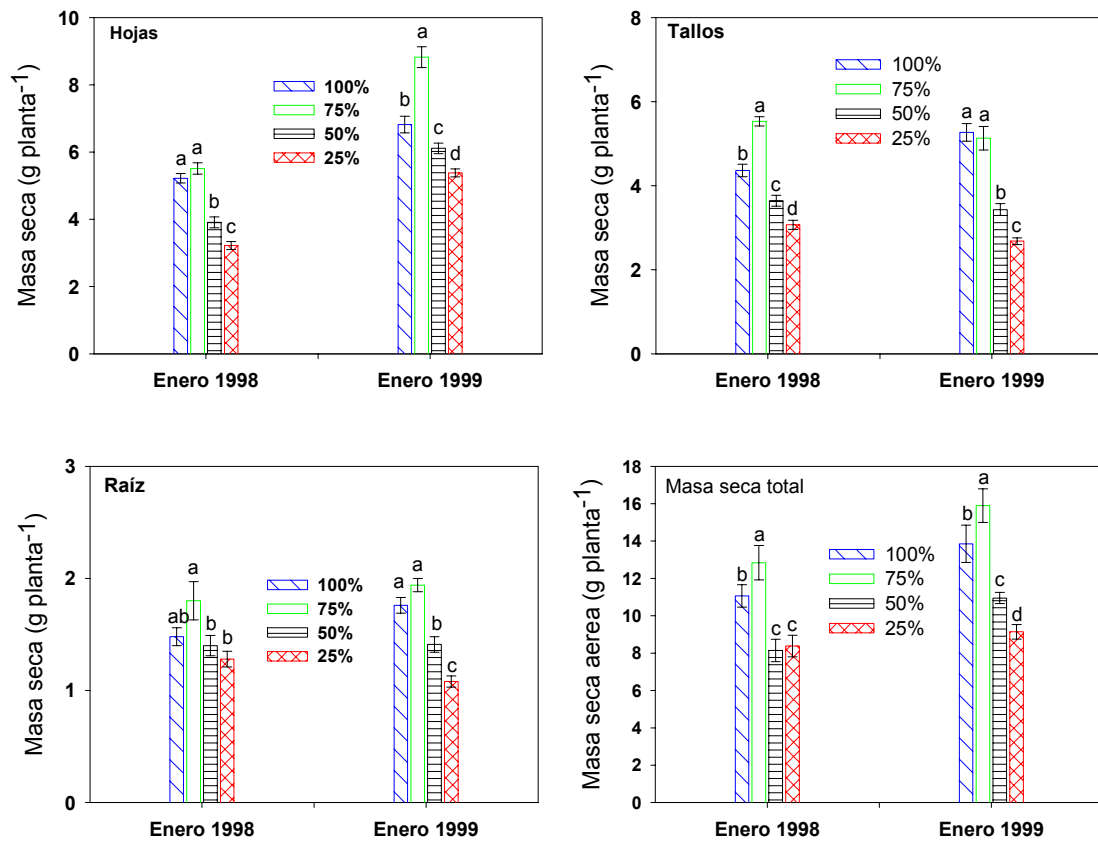 Hojas
Masa seca (g planta-1)
10
8
6
4
2
0
100%
75%
50%
25%
a
a
b
c
b
a
c
d
Enero 1998
Enero 1999
Tallos
Masa seca (g planta-1)
8
6
4
2
0
100%
75%
50%
25%
b
a
c
d
a
a
b
c
Enero 1998
Enero 1999
Raíz
Masa seca (g planta-1)
3
2
1
0
100%
75%
50%
25%
ab
a
b
b
a
a
b
c
Enero 1998
Enero 1999
Masa seca total
Masa seca aerea (g planta-1)
18
16
14
12
10
8
6
4
2
0
100%
75%
50%
25%
b
a
c
c
b
a
c
d
Enero 1998
Enero 1999